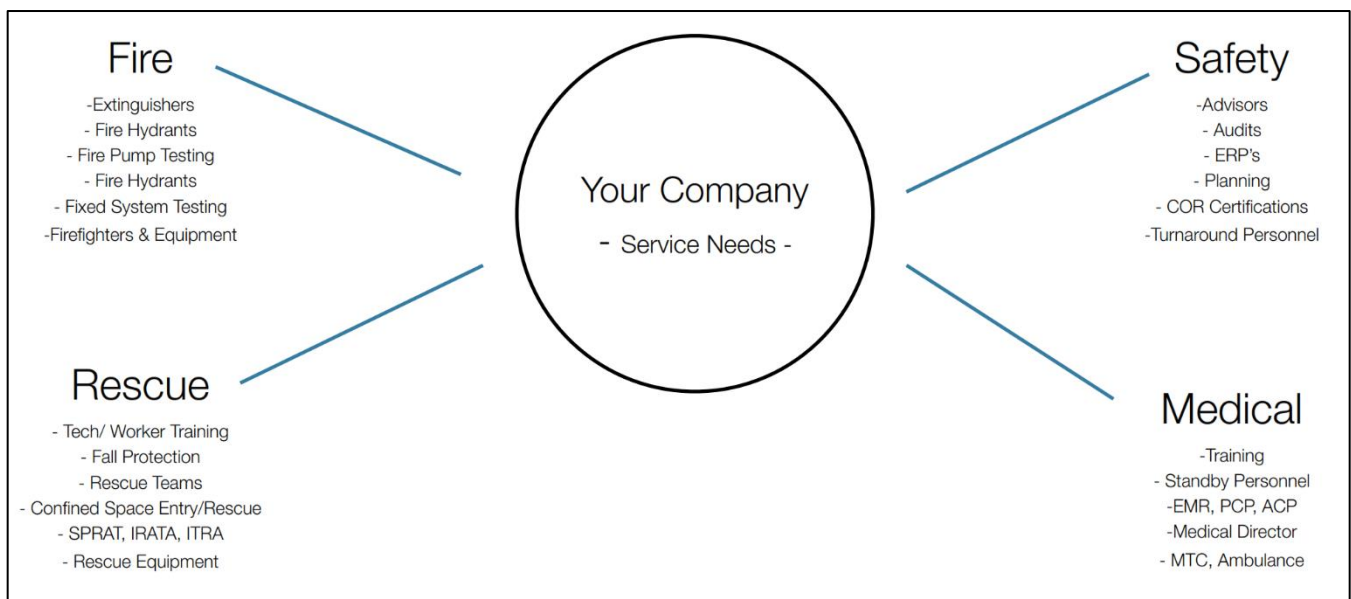 Fire
-Extinguishers
- Fire Hydrants
- Fire Pump Testing
- Fire Hydrants
- Fixed System Testing
-Firefighters & Equipment
Your Company
- Service Needs -
Safety
-Advisors
- Audits
- ERP's
- Planning
- COR Certifications
-Turnaround Personnel
Rescue
- Tech/ Worker Training
- Fall Protection
- Rescue Teams
- Confined Space Entry/Rescue
- SPRAT, IRATA, ITRA
- Rescue Equipment
Medical
-Training
- Standby Personnel
-EMR, PCP, ACP
-Medical Director
- MTC, Ambulance